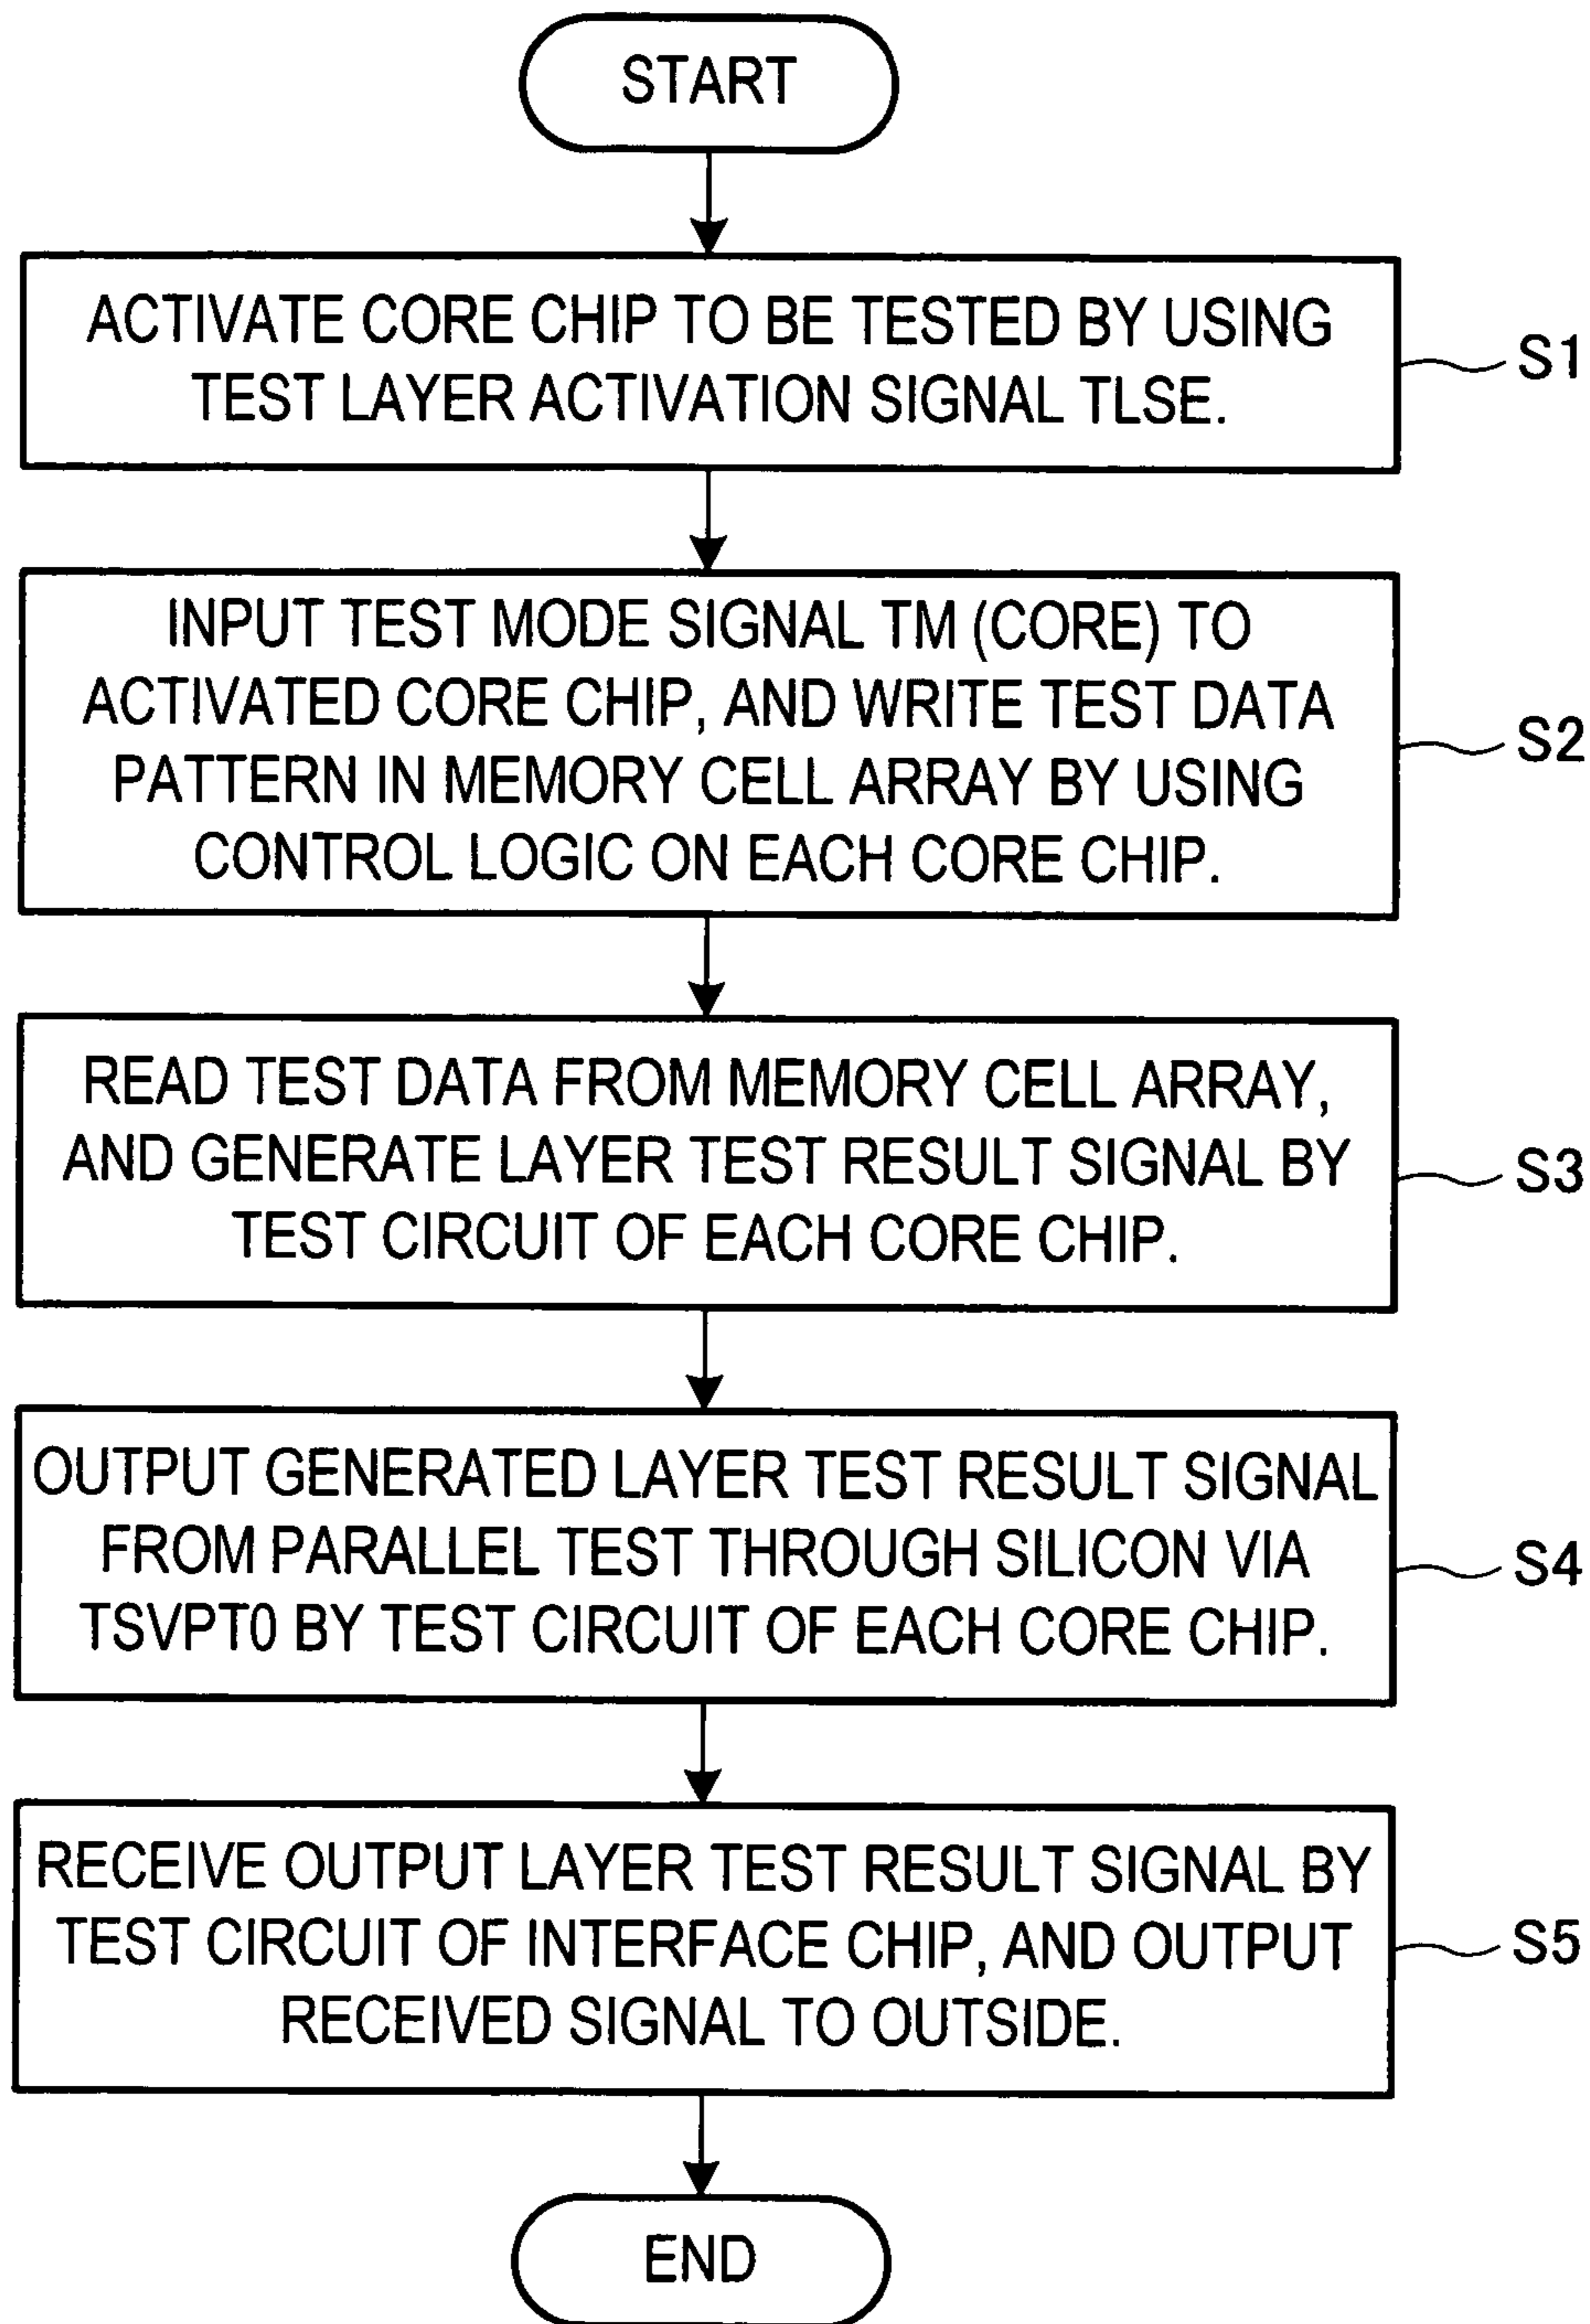 START
ACTIVATE CORE CHIP TO BE TESTED BY USING
TEST LAYER ACTIVATION SIGNAL TLSE.
S1
INPUT TEST MODE SIGNAL TM (CORE) TO
ACTIVATED CORE CHIP, AND WRITE TEST DATA
PATTERN IN MEMORY CELL ARRAY BY USING
CONTROL LOGIC ON EACH CORE CHIP.
S2
READ TEST DATA FROM MEMORY CELL ARRAY,
AND GENERATE LAYER TEST RESULT SIGNAL BY
TEST CIRCUIT OF EACH CORE CHIP.
S3
OUTPUT GENERATED LAYER TEST RESULT SIGNAL
FROM PARALLEL TEST THROUGH SILICON VIA
TSVPT0 BY TEST CIRCUIT OF EACH CORE CHIP.
S4
RECEIVE OUTPUT LAYER TEST RESULT SIGNAL BY
TEST CIRCUIT OF INTERFACE CHIP, AND OUTPUT
RECEIVED SIGNAL TO OUTSIDE.
S5
END